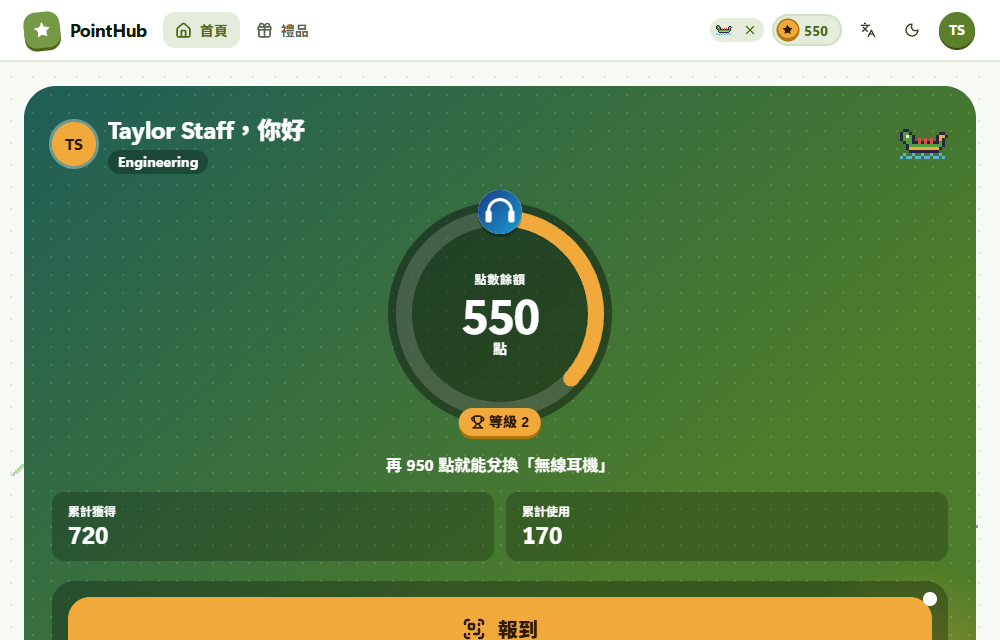 PointHub
首頁
禮品
550
TS
TS
Taylor Staff，你好
Engineering
點數餘額
550
點
等級 2
再 950 點就能兌換「無線耳機」
累計獲得
720
累計使用
170
報到